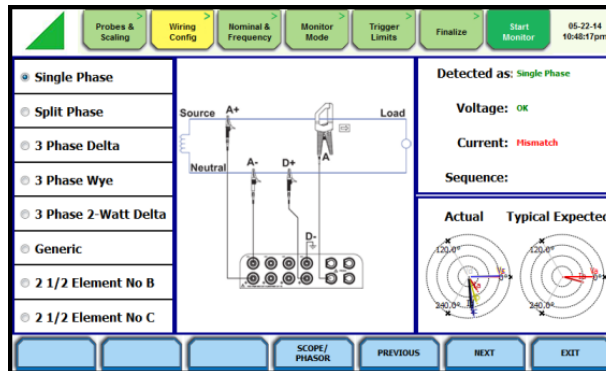 Probes & Scaling
Wiring Config
Nominal & Frequency
Monitor Mode
Trigger Limits
Finalize
Start Monitor
05-22-14
10:48:17pm
Single Phase
Split Phase
3 Phase Delta
3 Phase Wye
3 Phase 2-Watt Delta
Generic
2 1/2 Element No B
2 1/2 Element No C
Source
A+
Load
A
Neutral
A-
D+
D-
Detected as: Single Phase
Voltage: OK
Current: Mismatch
Sequence:
Actual
Typical Expected
120.0°
120.0°
0°
0°
240.0°
240.0°
SCOPE/ PHASOR
PREVIOUS
NEXT
EXIT